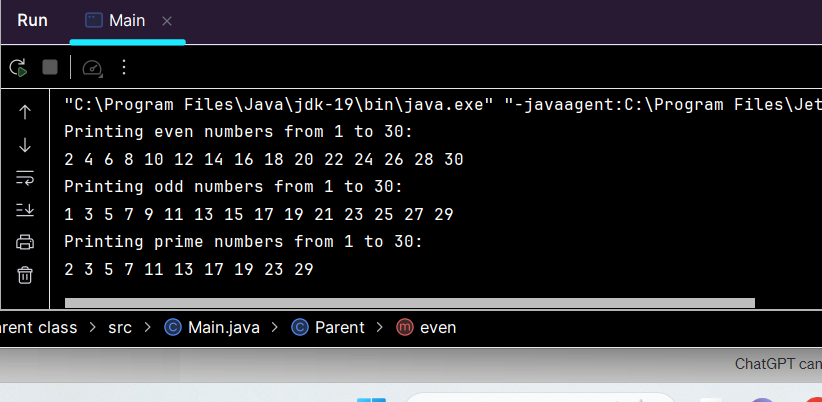 Run Main
"C:\Program Files\Java\jdk-19\bin\java.exe" "-javaagent:C:\Program Files\Jet
Printing even numbers from 1 to 30:
2 4 6 8 10 12 14 16 18 20 22 24 26 28 30
Printing odd numbers from 1 to 30:
1 3 5 7 9 11 13 15 17 19 21 23 25 27 29
Printing prime numbers from 1 to 30:
2 3 5 7 11 13 17 19 23 29
arent class > src > C Main.java > C Parent > m even
ChatGPT can